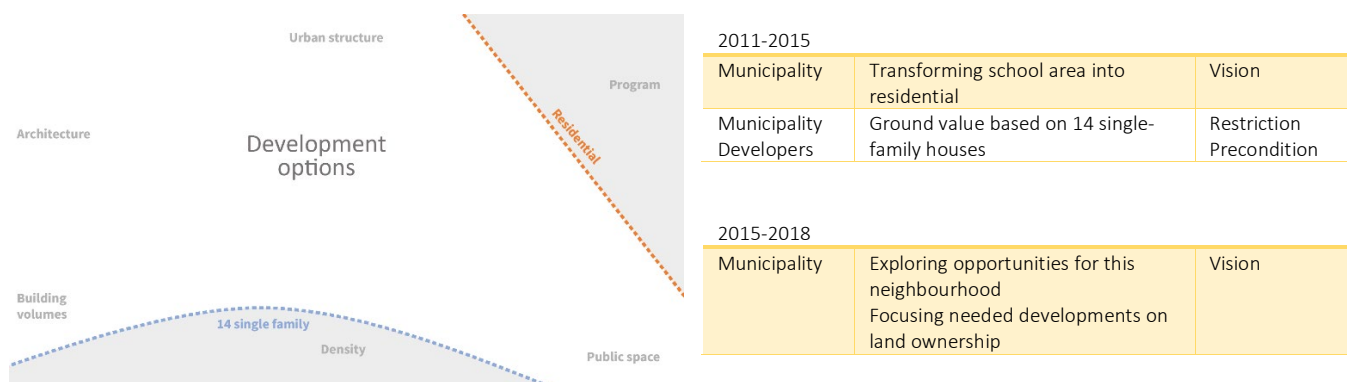 Urban structure
Program
Architecture
Residential
Development
options
Building
volumes
14 single family
Density
Public space
2011-2015
Municipality
Transforming school area into
residential
Vision
Municipality
Developers
Ground value based on 14 single-
family houses
Restriction
Precondition
2015-2018
Municipality
Exploring opportunities for this
neighbourhood
Focusing needed developments on
land ownership
Vision